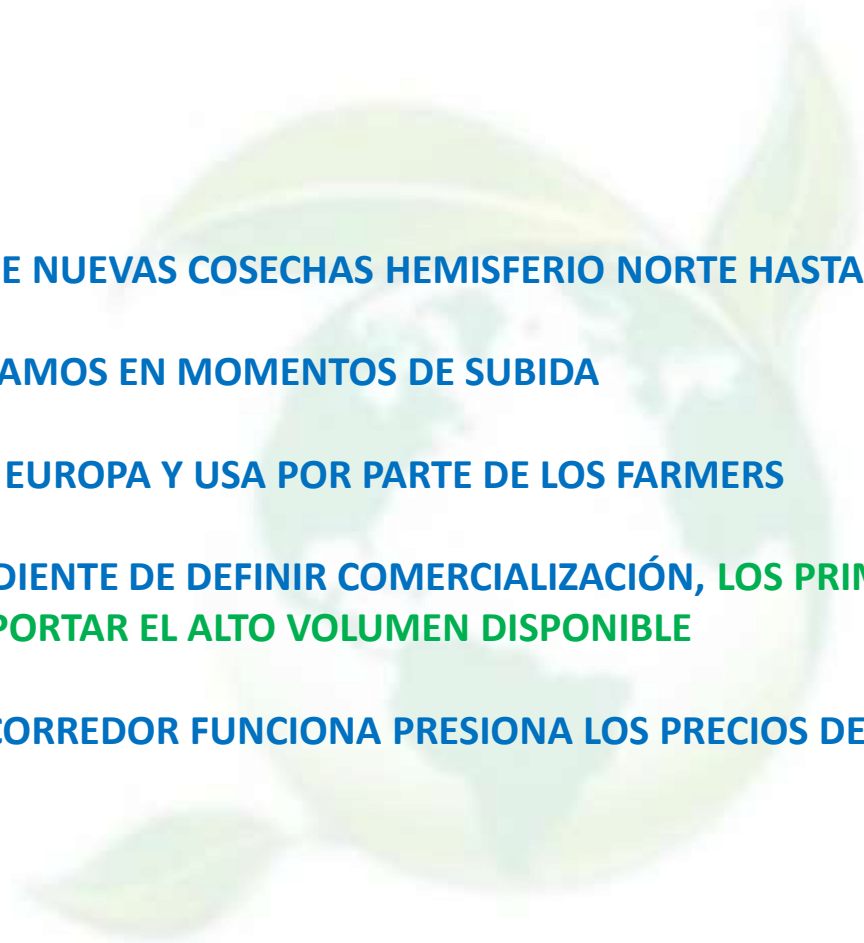 E NUEVAS COSECHAS HEMISFERIO NORTE HASTA
AMOS EN MOMENTOS DE SUBIDA
EUROPA Y USA POR PARTE DE LOS FARMERS
DIENTE DE DEFINIR COMERCIALIZACIÓN, LOS PRIM
PORTAR EL ALTO VOLUMEN DISPONIBLE
CORREDOR FUNCIONA PRESIONA LOS PRECIOS DE